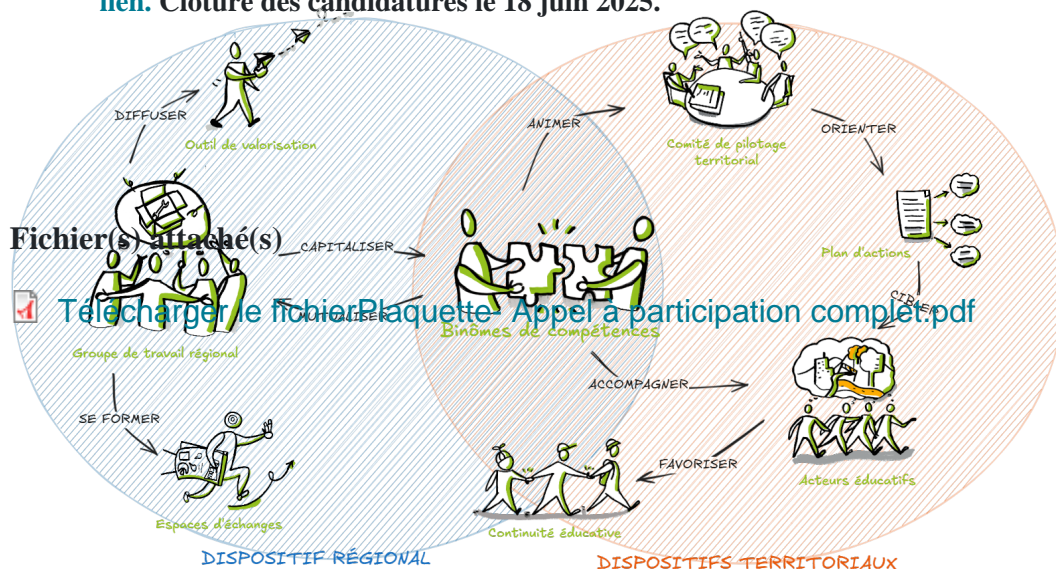 lien. Clôture des candidatures le 18 juin 2025.
DIFFUSER
Outil de valorisation
ANIMER
Comité de pilotage
territorial
ORIENTER
Plan d'actions
Fichier(s) attaché(s)
CAPITALISER
CIBLER
Télécharger le fichierPlaquette- Appel à participation complet.pdf
MUTUALISER
Binômes de compétences
Groupe de travail régional
ACCOMPAGNER
SE FORMER
FAVORISER
Acteurs éducatifs
Espaces d'échanges
Continuité éducative
DISPOSITIF RÉGIONAL
DISPOSITIFS TERRITORIAUX